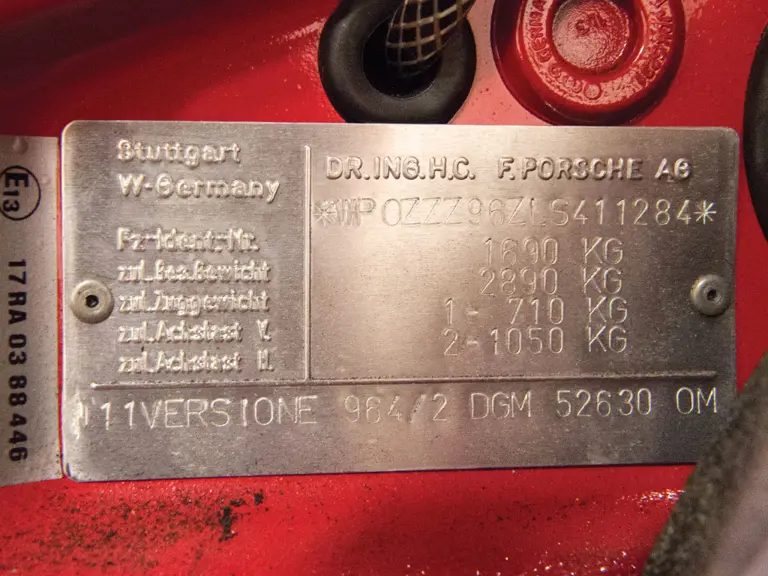 Stuttgart
W-Germany
DR.ING.H.C. F.PORSCHE AG
Fz-Ident-Nr. *WP0ZZZ96ZLS411284*
zul.Ges.Gewicht 1690 KG
zul.Zuggewicht 2890 KG
zul.Achslast V. 1- 710 KG
zul.Achslast H. 2-1050 KG
911VERSIONE 964/2 DGM 52630 OM
E13
17RA 03 88 446